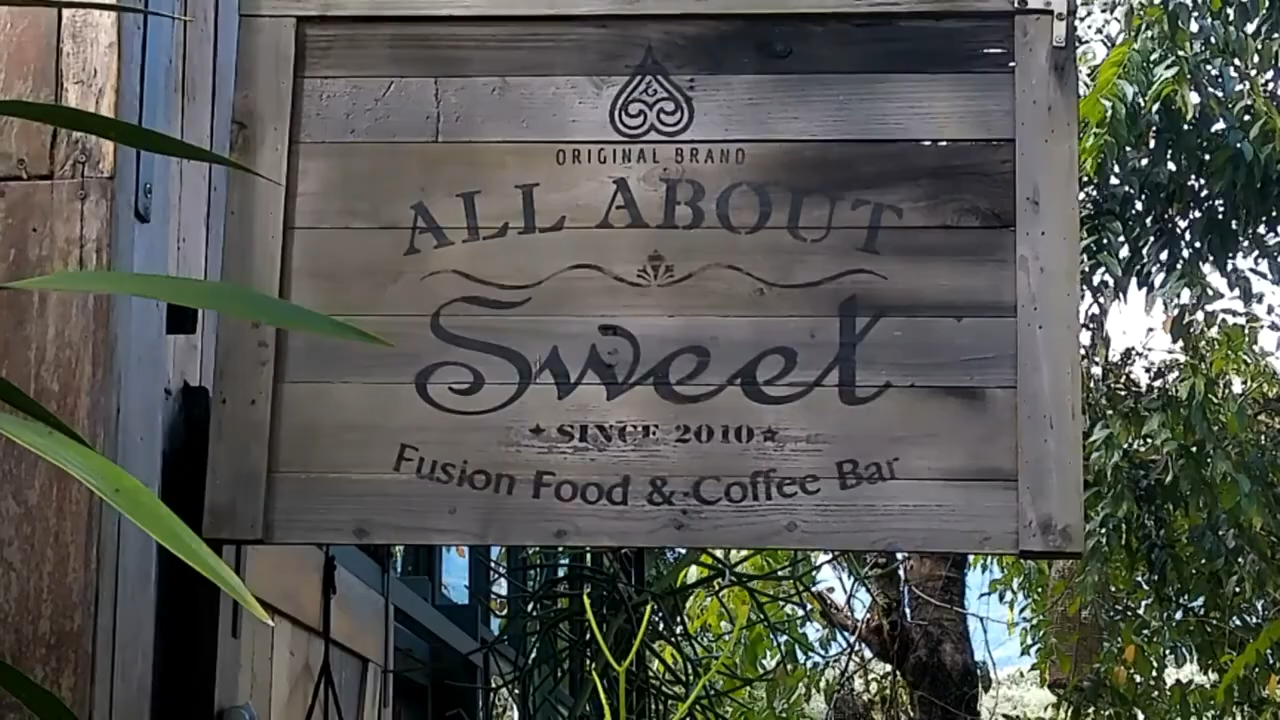 ORIGINAL BRAND
ALL ABOUT
Sweet
★ SINCE 2010 ★
Fusion Food & Coffee Bar